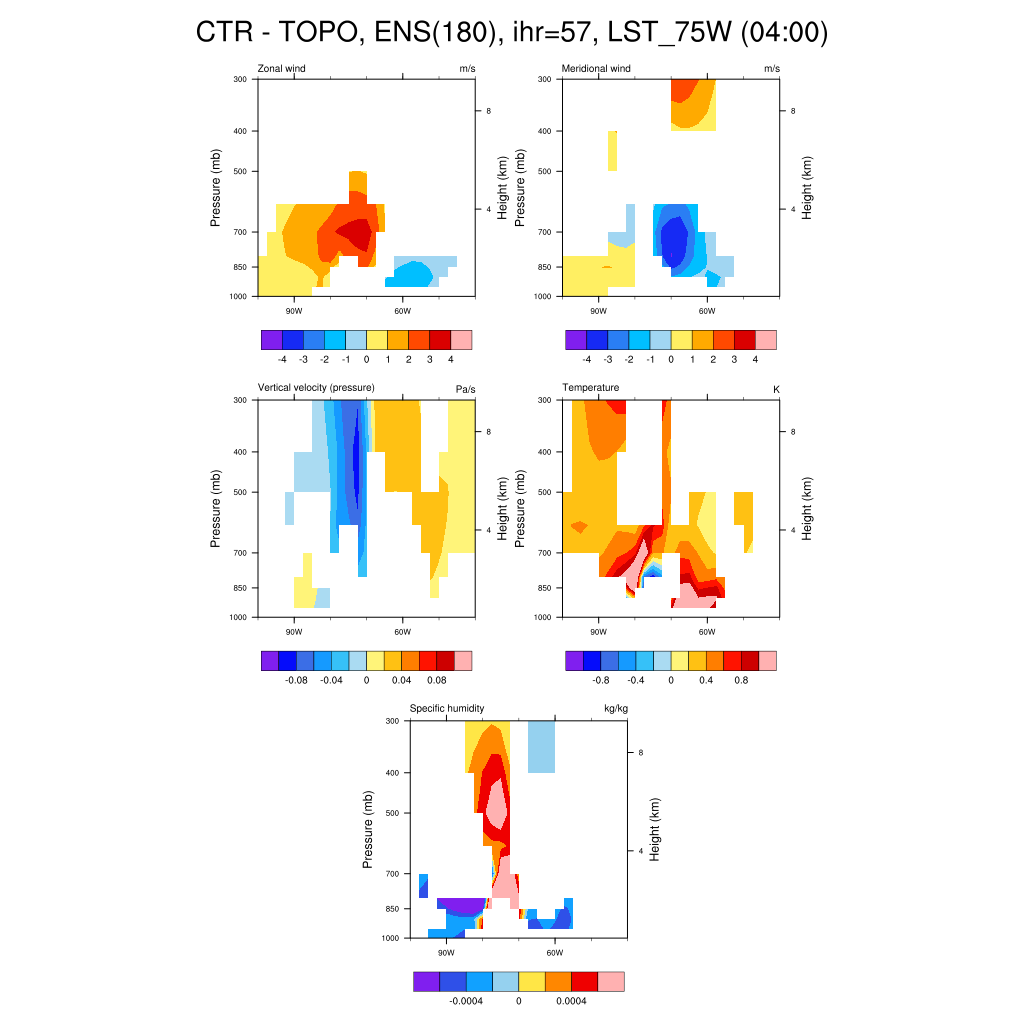 CTR - TOPO, ENS(180), ihr=57, LST_75W (04:00)
Zonal wind m/s
300
400
500
700
850
1000
Pressure (mb)
8
4
Height (km)
90W 60W
-4 -3 -2 -1 0 1 2 3 4
Meridional wind m/s
300
400
500
700
850
1000
Pressure (mb)
8
4
Height (km)
90W 60W
-4 -3 -2 -1 0 1 2 3 4
Vertical velocity (pressure) Pa/s
300
400
500
700
850
1000
Pressure (mb)
8
4
Height (km)
90W 60W
-0.08 -0.04 0 0.04 0.08
Temperature K
300
400
500
700
850
1000
Pressure (mb)
8
4
Height (km)
90W 60W
-0.8 -0.4 0 0.4 0.8
Specific humidity kg/kg
300
400
500
700
850
1000
Pressure (mb)
8
4
Height (km)
90W 60W
-0.0004 0 0.0004